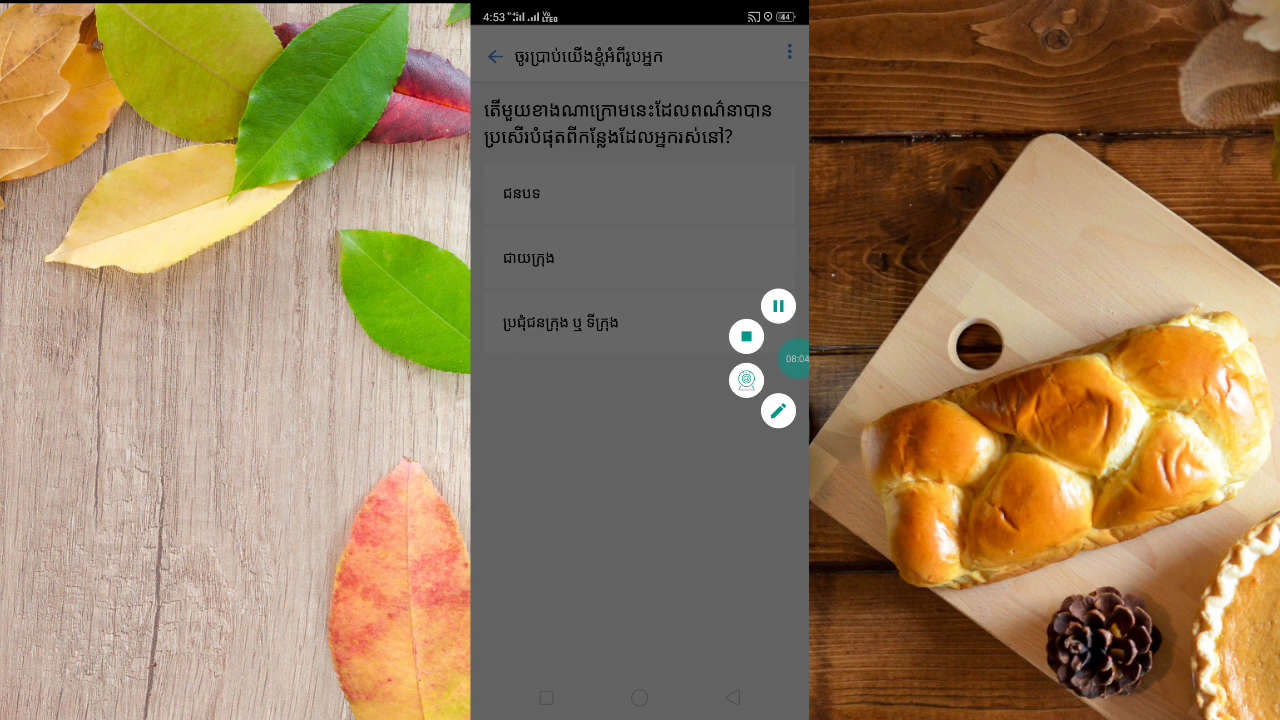 4:53
44
ចូរប្រាប់យើងខ្ញុំអំពីរូបអ្នក
តើមួយខាងណាក្រោមនេះដែលពណ៌នាបាន
ប្រសើរបំផុតពីកន្លែងដែលអ្នករស់នៅ?
ជនបទ
ជាយក្រុង
ប្រជុំជនក្រុង ឬ ទីក្រុង
08:04